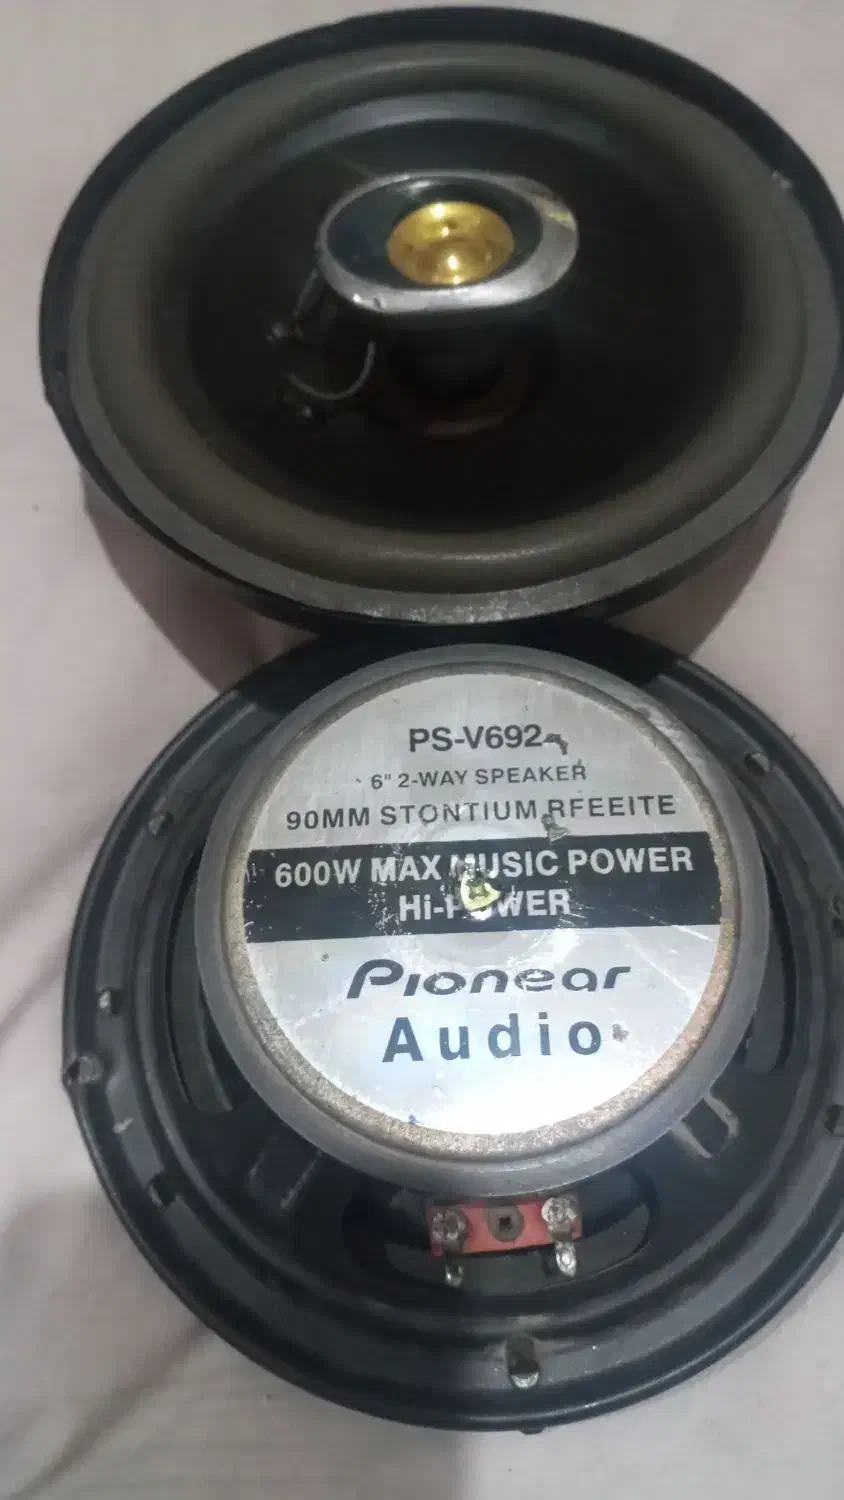 PS-V692
6" 2-WAY SPEAKER
90MM STONTIUM RFEEITE
600W MAX MUSIC POWER
Hi-POWER
Pionear
Audio